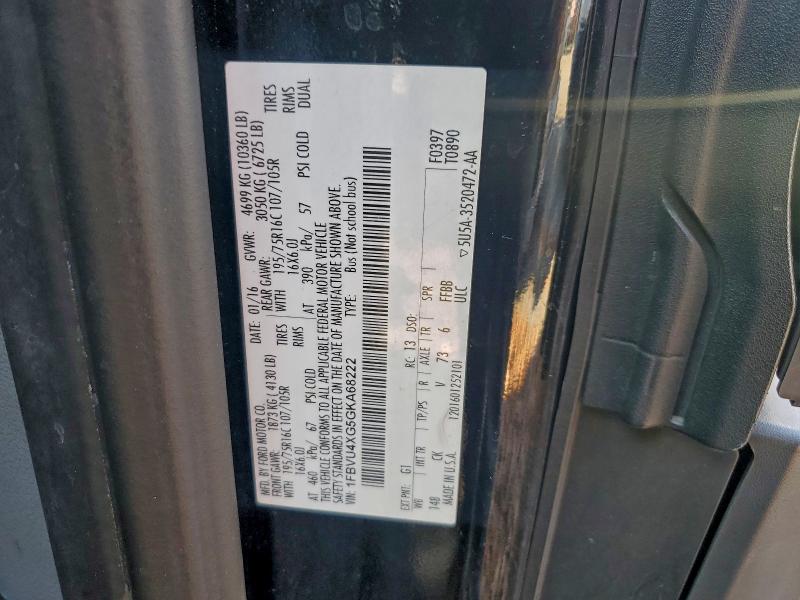 MFD. BY FORD MOTOR CO.
DATE: 01/16 GVWR: 4699 KG (10360 LB)
FRONT GAWR: 1873 KG ( 4130 LB) REAR GAWR: 3050 KG ( 6725 LB)
WITH 195/75R16C 107/105R TIRES WITH 195/75R16C 107/105R TIRES
16X6.0J RIMS 16X6.0J RIMS
AT 460 kPa/ 67 PSI COLD AT 390 kPa/ 57 PSI COLD DUAL
THIS VEHICLE CONFORMS TO ALL APPLICABLE FEDERAL MOTOR VEHICLE
SAFETY STANDARDS IN EFFECT ON THE DATE OF MANUFACTURE SHOWN ABOVE.
VIN: 1FBVU4XG5GKA68222 TYPE: Bus (Not school bus)
EXT PNT: G1 RC: 13 DSO: F0397
WB INT TR TP/PS R AXLE TR SPR T0890
148 CK V 73 6 FFBB
MADE IN U.S.A. 1201601252101 ULC ▽5U5A-3520472-AA